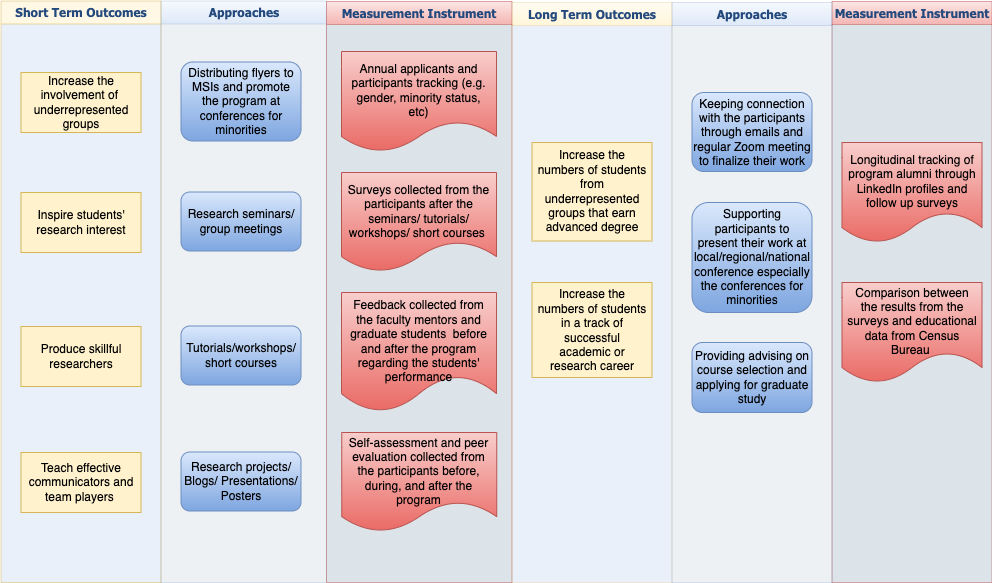 Short Term Outcomes
Approaches
Measurement Instrument
Long Term Outcomes
Approaches
Measurement Instrument
Increase the
involvement of
underrepresented
groups
Distributing flyers to
MSIs and promote
the program at
conferences for
minorities
Annual applicants and
participants tracking (e.g.
gender, minority status,
etc)
Inspire students'
research interest
Research seminars/
group meetings
Surveys collected from the
participants after the
seminars/ tutorials/
workshops/ short courses
Produce skillful
researchers
Tutorials/workshops/
short courses
Feedback collected from
the faculty mentors and
graduate students before
and after the program
regarding the students'
performance
Teach effective
communicators and
team players
Research projects/
Blogs/ Presentations/
Posters
Self-assessment and peer
evaluation collected from
the participants before,
during, and after the
program
Increase the
numbers of students
from
underrepresented
groups that earn
advanced degree
Increase the
numbers of students
in a track of
successful
academic or
research career
Keeping connection
with the participants
through emails and
regular Zoom meeting
to finalize their work
Supporting
participants to
present their work at
local/regional/national
conference especially
the conferences for
minorities
Providing advising on
course selection and
applying for graduate
study
Longitudinal tracking of
program alumni through
LinkedIn profiles and
follow up surveys
Comparison between
the results from the
surveys and educational
data from Census
Bureau